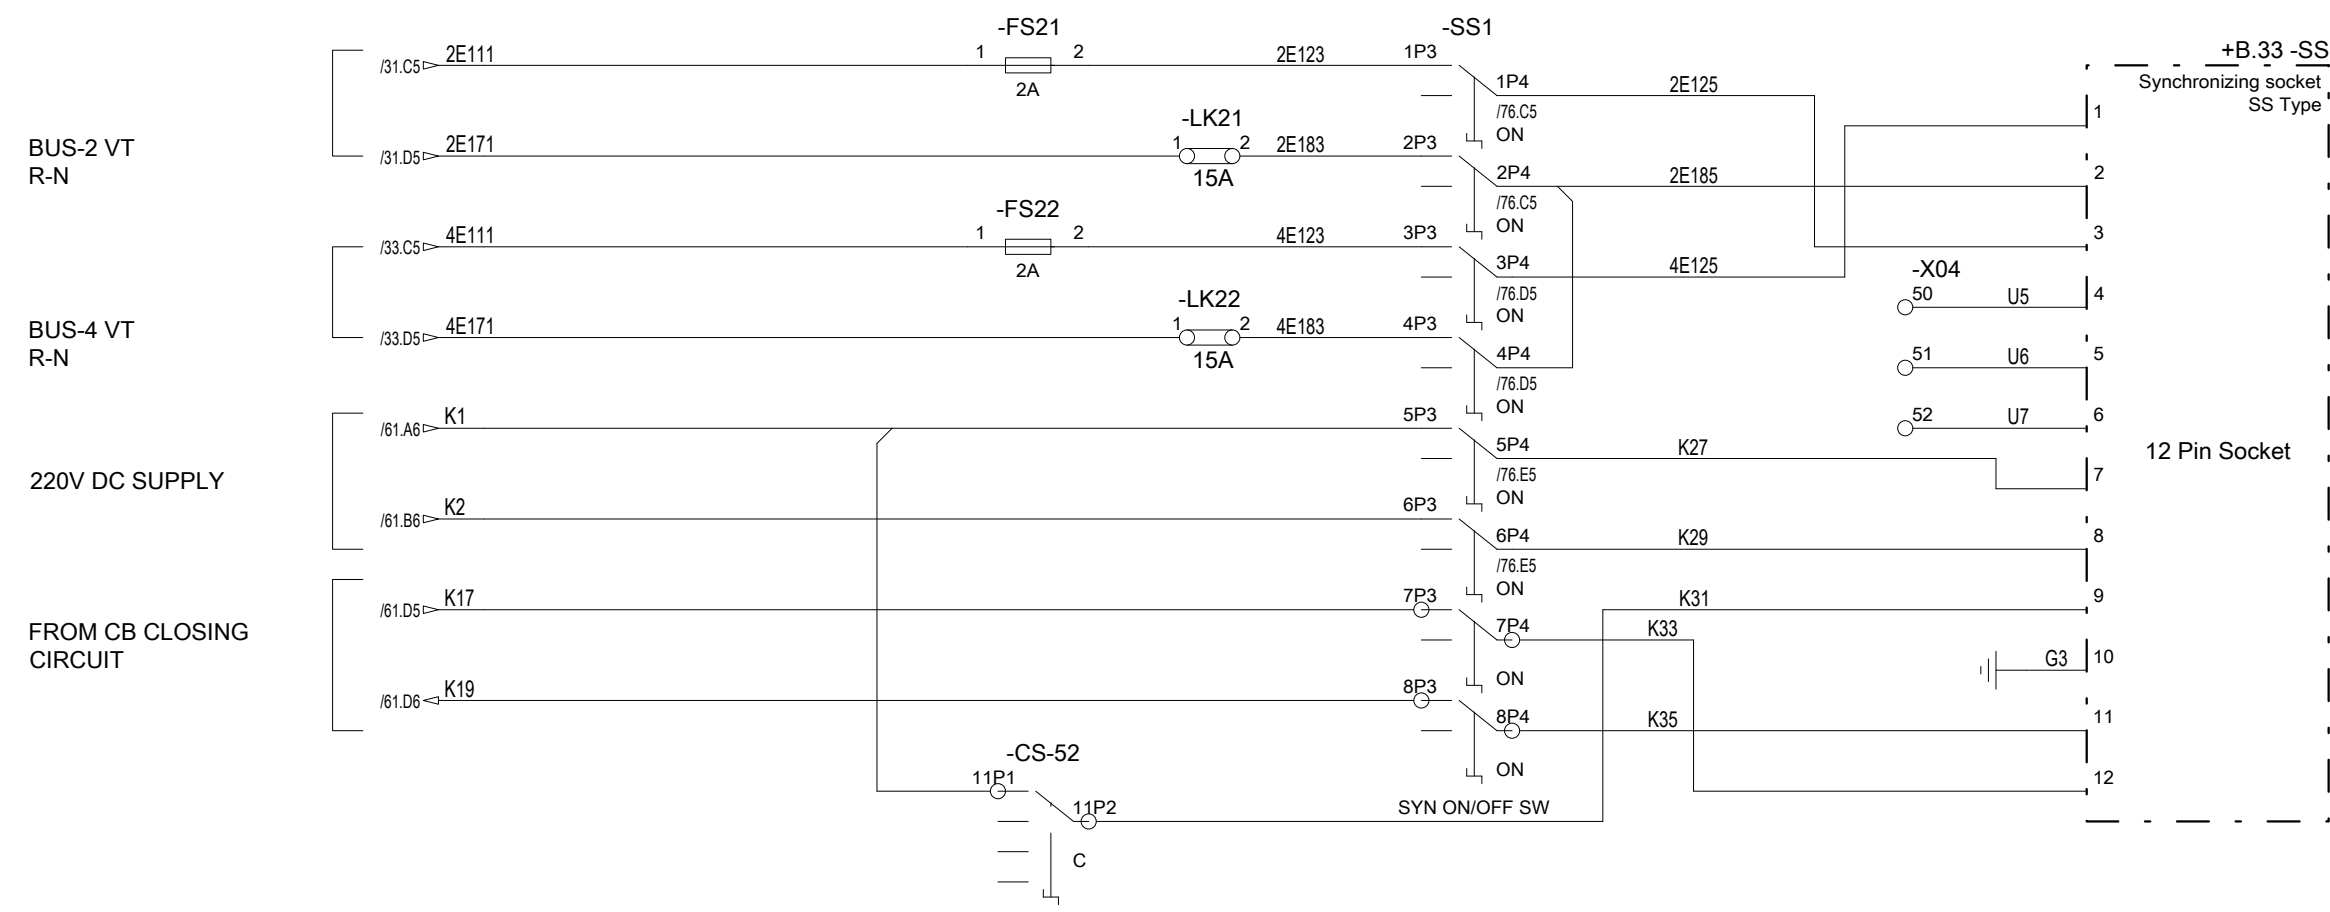 -FS21
-SS1
+B.33 -SS
/31.C5
2E111
1
2
2A
2E123
1P3
1P4
/76.C5
ON
2E125
Synchronizing socket
SS Type
1
BUS-2 VT
R-N
/31.D5
2E171
-LK21
1
2
15A
2E183
2P3
2P4
/76.C5
ON
2E185
2
-FS22
/33.C5
4E111
1
2
2A
4E123
3P3
3P4
/76.D5
ON
4E125
3
-X04
50
U5
4
BUS-4 VT
R-N
/33.D5
4E171
-LK22
1
2
15A
4E183
4P3
4P4
/76.D5
ON
51
U6
5
/61.A6
K1
5P3
5P4
/76.E5
ON
K27
52
U7
6
12 Pin Socket
7
220V DC SUPPLY
/61.B6
K2
6P3
6P4
/76.E5
ON
K29
8
FROM CB CLOSING
CIRCUIT
/61.D5
K17
7P3
7P4
ON
K31
9
K33
G3
10
/61.D6
K19
8P3
8P4
ON
K35
11
12
-CS-52
11P1
11P2
C
SYN ON/OFF SW